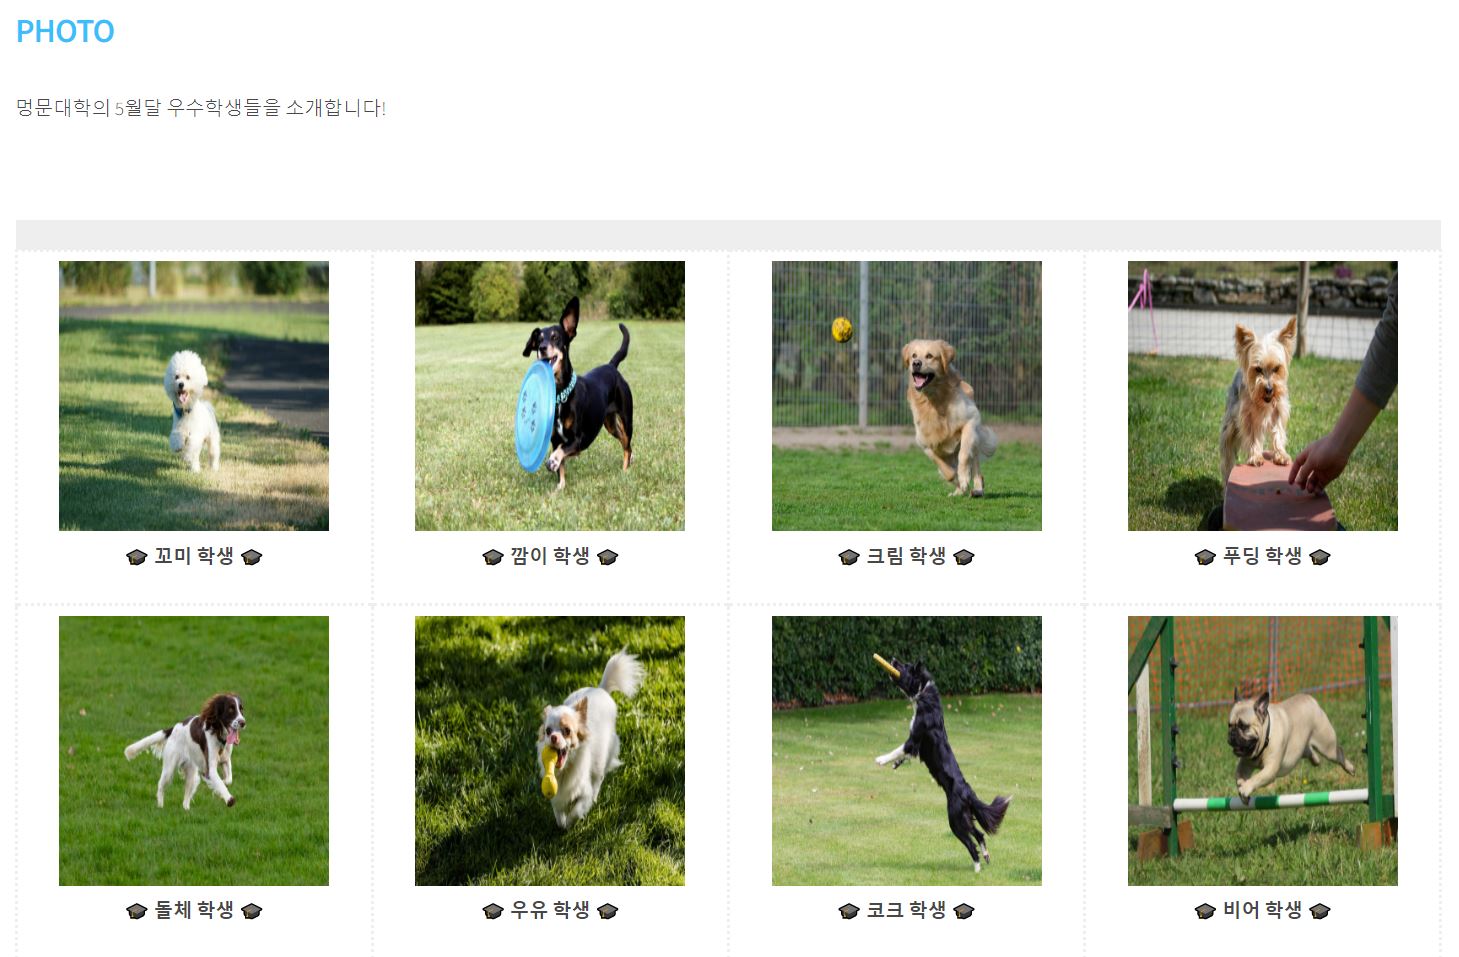 PHOTO
멍문대학의 5월달 우수학생들을 소개합니다!
🎓 꼬미 학생 🎓
🎓 깜이 학생 🎓
🎓 크림 학생 🎓
🎓 푸딩 학생 🎓
🎓 돌체 학생 🎓
🎓 우유 학생 🎓
🎓 코크 학생 🎓
🎓 비어 학생 🎓